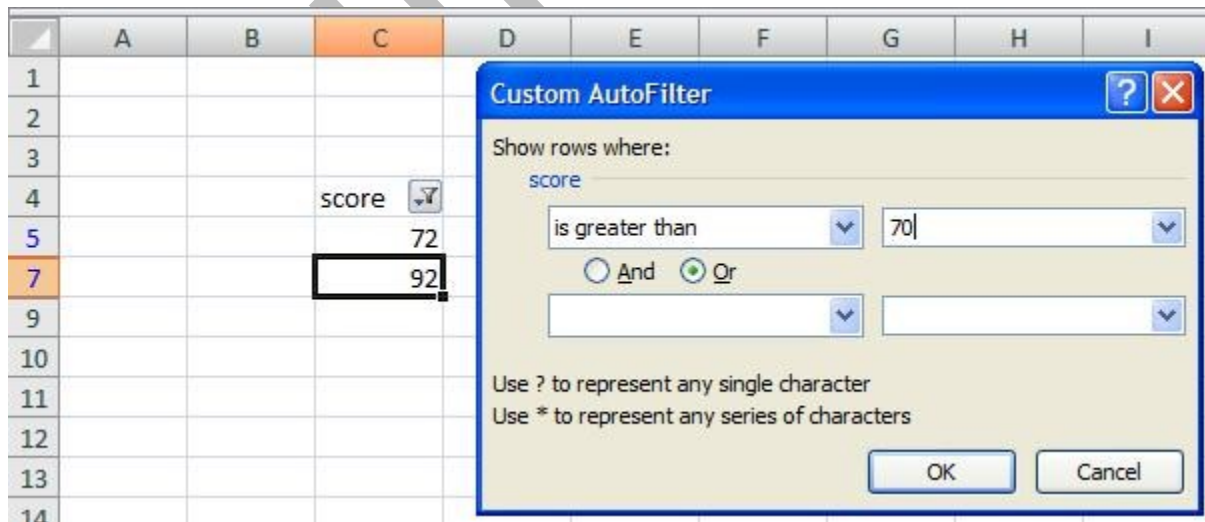 A B C D E F G H I
1
2
3
4 score
5 72
7 92
9
10
11
12
13
14
Custom AutoFilter ?
Show rows where:
score
is greater than 70
And Or
Use ? to represent any single character
Use * to represent any series of characters
OK Cancel